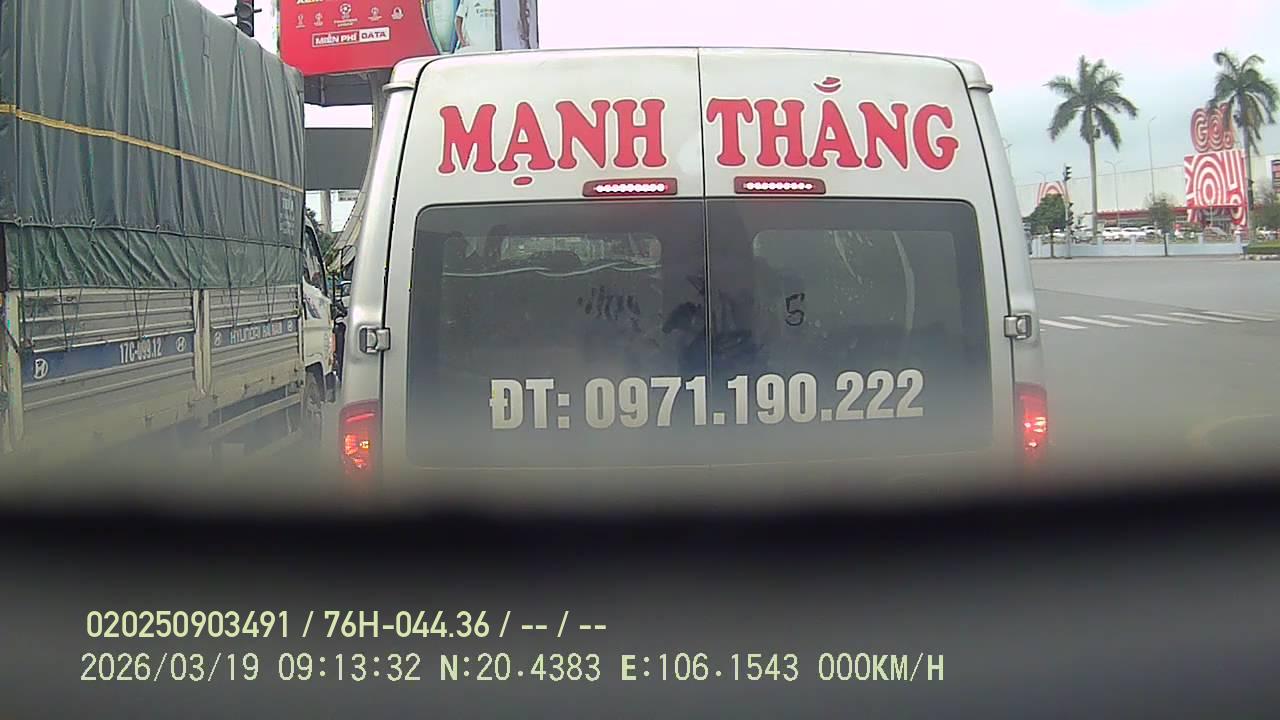 MIỄN PHÍ DATA
GO!
MẠNH THẮNG
5
17C-099.12
HYUNDAI
ĐT: 0971.190.222
020250903491 / 76H-044.36 / -- / --
2026/03/19 09:13:32 N:20.4383 E:106.1543 000KM/H